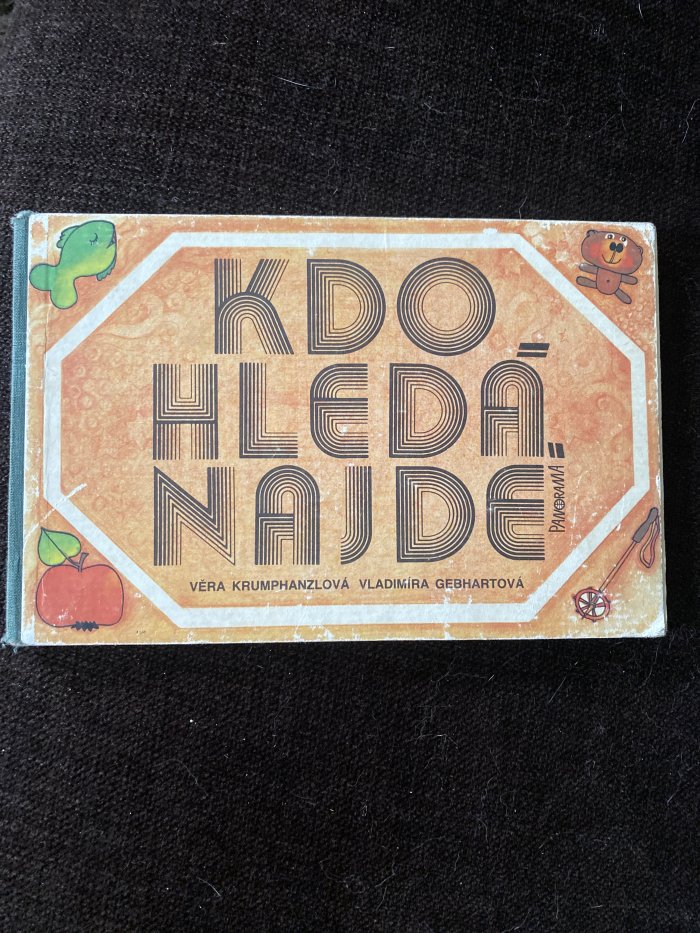 KDO
HLEDÁ
NAJDE
PANORAMA
VĚRA KRUMPHANZLOVÁ VLADIMÍRA GEBHARTOVÁ